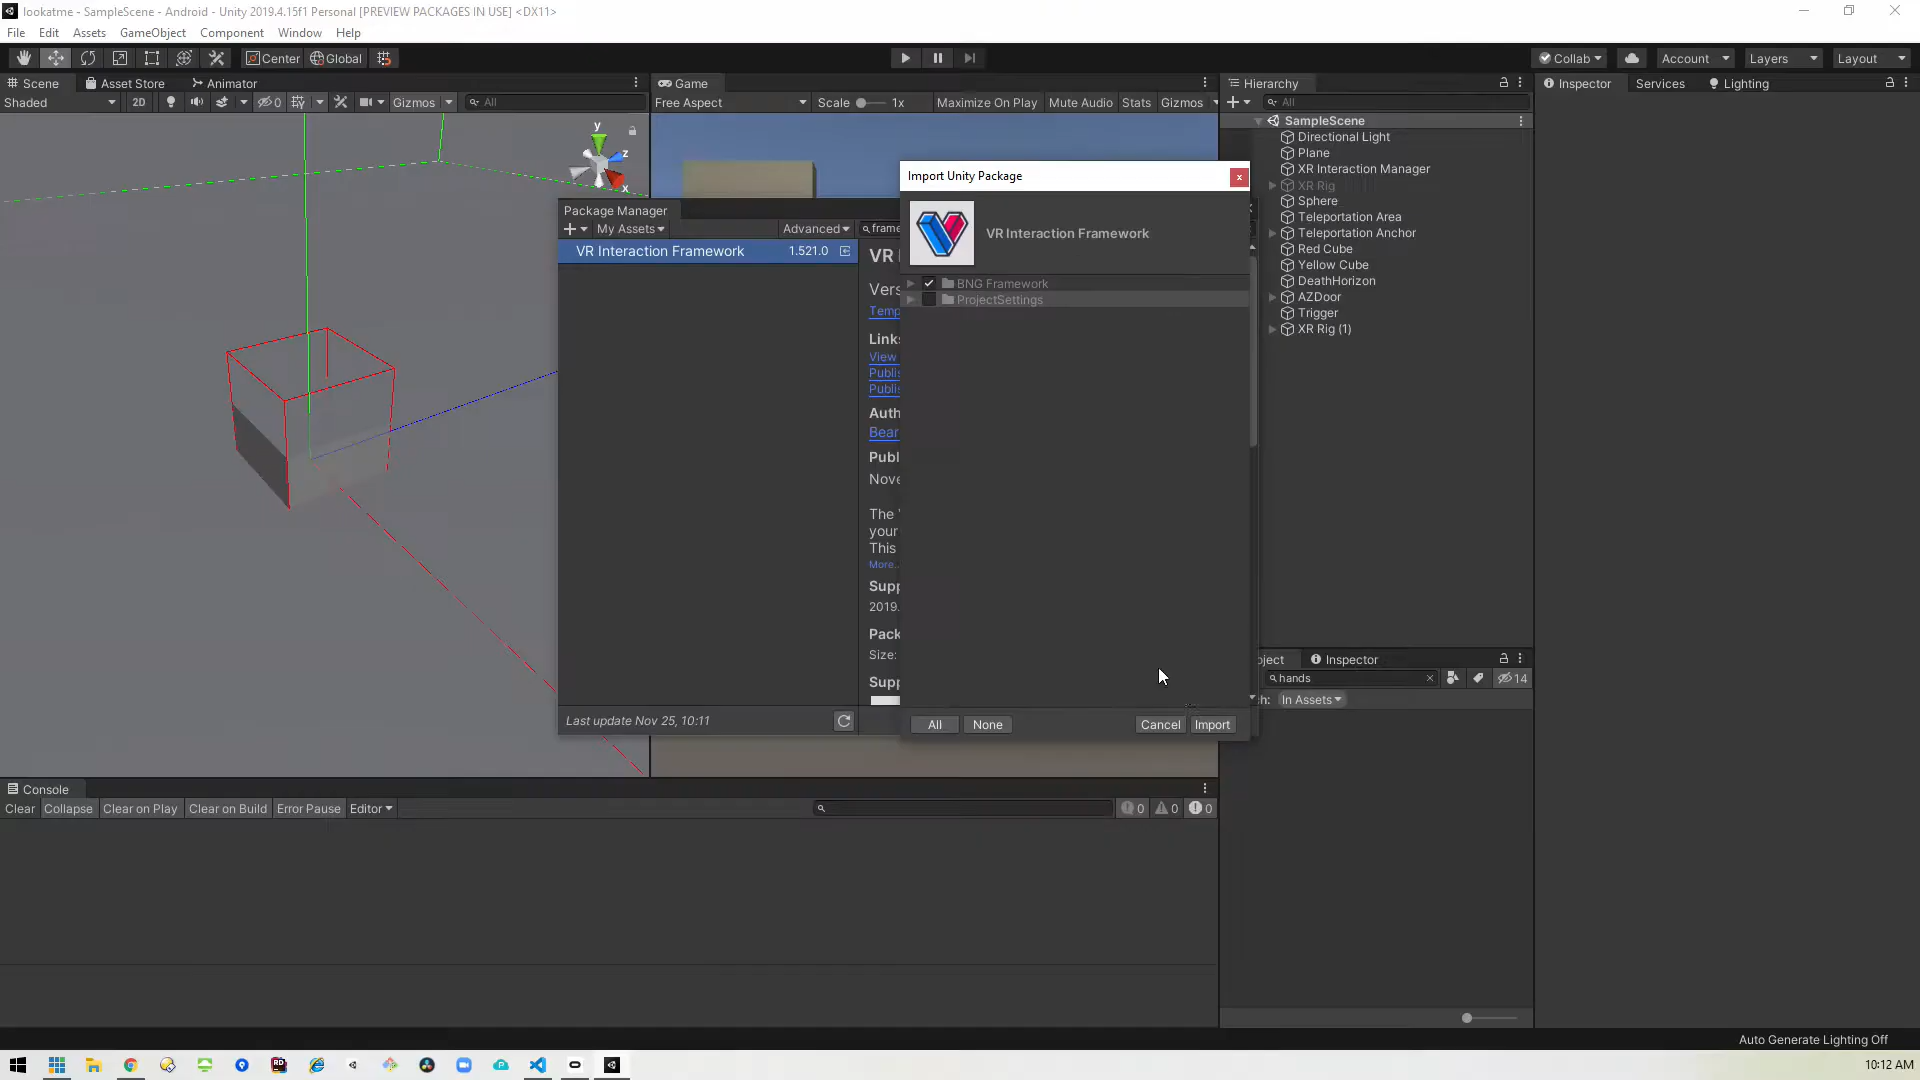 lookatme - SampleScene - Android - Unity 2019.4.15f1 Personal [PREVIEW PACKAGES IN USE] <DX11>
File Edit Assets GameObject Component Window Help
Center Global
Collab Account Layers Layout
Scene Asset Store Animator
Game
Hierarchy
Inspector Services Lighting
Shaded 2D 0 Gizmos All
Free Aspect Scale 1x Maximize On Play Mute Audio Stats Gizmos
All
y
z
x
SampleScene
Directional Light
Plane
XR Interaction Manager
XR Rig
Sphere
Teleportation Area
Teleportation Anchor
Red Cube
Yellow Cube
DeathHorizon
AZDoor
Trigger
XR Rig (1)
Import Unity Package x
VR Interaction Framework
BNG Framework
ProjectSettings
All None Cancel Import
Package Manager
My Assets Advanced frame
VR Interaction Framework 1.521.0
VR
Vers
Temp
Links
View
Publis
Publis
Auth
Bear
Publ
Nove
The
your
This
More..
Supp
2019.
Pack
Size:
Supp
Last update Nov 25, 10:11
ject Inspector
hands 14
h: In Assets
Console
Clear Collapse Clear on Play Clear on Build Error Pause Editor 0 0 0
Auto Generate Lighting Off
10:12 AM